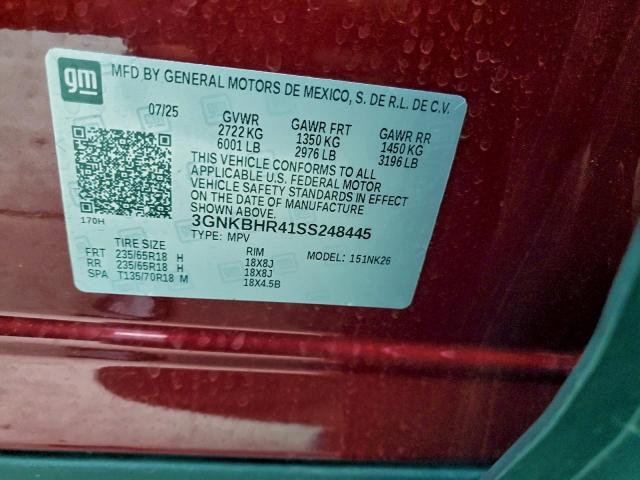 gm
MFD BY GENERAL MOTORS DE MEXICO, S. DE R.L. DE C.V.
07/25
GVWR GAWR FRT GAWR RR
2722 KG 1350 KG 1450 KG
6001 LB 2976 LB 3196 LB
THIS VEHICLE CONFORMS TO ALL
APPLICABLE U.S. FEDERAL MOTOR
VEHICLE SAFETY STANDARDS IN EFFECT
ON THE DATE OF MANUFACTURE
SHOWN ABOVE.
170H
3GNKBHR41SS248445
TYPE: MPV MODEL: 151NK26
TIRE SIZE RIM
FRT 235/65R18 H 18X8J
RR 235/65R18 H 18X8J
SPA T135/70R18 M 18X4.5B